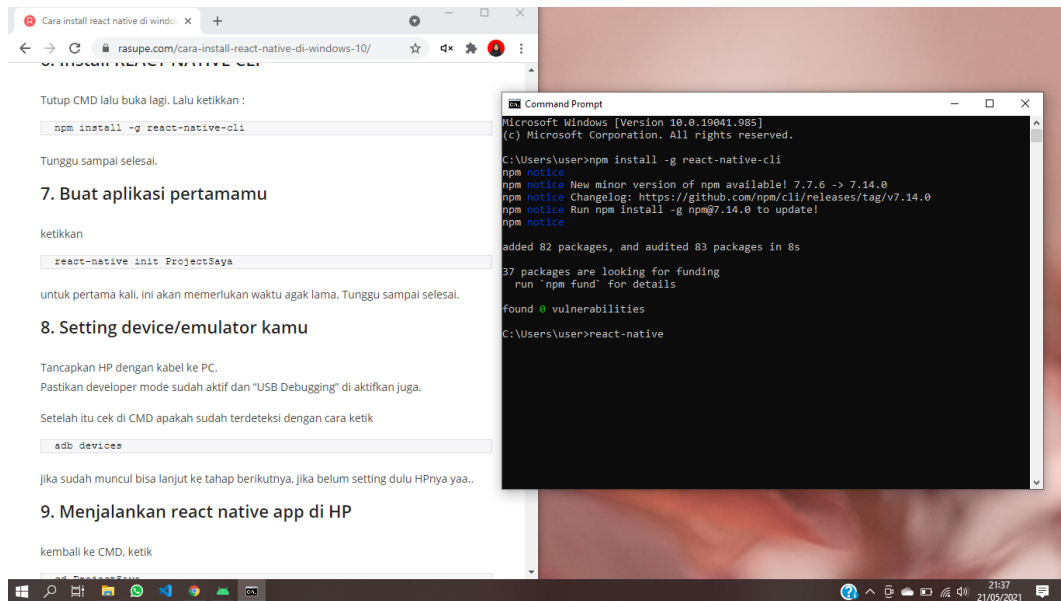 Cara install react native di windo
rasupe.com/cara-install-react-native-di-windows-10/
6. Install REACT NATIVE CLI
Tutup CMD lalu buka lagi. Lalu ketikkan :
npm install -g react-native-cli
Tunggu sampai selesai.
7. Buat aplikasi pertamamu
ketikkan
react-native init ProjectSaya
untuk pertama kali, ini akan memerlukan waktu agak lama. Tunggu sampai selesai.
8. Setting device/emulator kamu
Tancapkan HP dengan kabel ke PC.
Pastikan developer mode sudah aktif dan “USB Debugging” di aktifkan juga.
Setelah itu cek di CMD apakah sudah terdeteksi dengan cara ketik
adb devices
jika sudah muncul bisa lanjut ke tahap berikutnya, jika belum setting dulu HPnya yaa..
9. Menjalankan react native app di HP
kembali ke CMD, ketik
cd ProjectSaya
Command Prompt
Microsoft Windows [Version 10.0.19041.985]
(c) Microsoft Corporation. All rights reserved.
C:\Users\user>npm install -g react-native-cli
npm notice
npm notice New minor version of npm available! 7.7.6 -> 7.14.0
npm notice Changelog: https://github.com/npm/cli/releases/tag/v7.14.0
npm notice Run npm install -g npm@7.14.0 to update!
npm notice
added 82 packages, and audited 83 packages in 8s
37 packages are looking for funding
run `npm fund` for details
found 0 vulnerabilities
C:\Users\user>react-native
21:37
21/05/2021